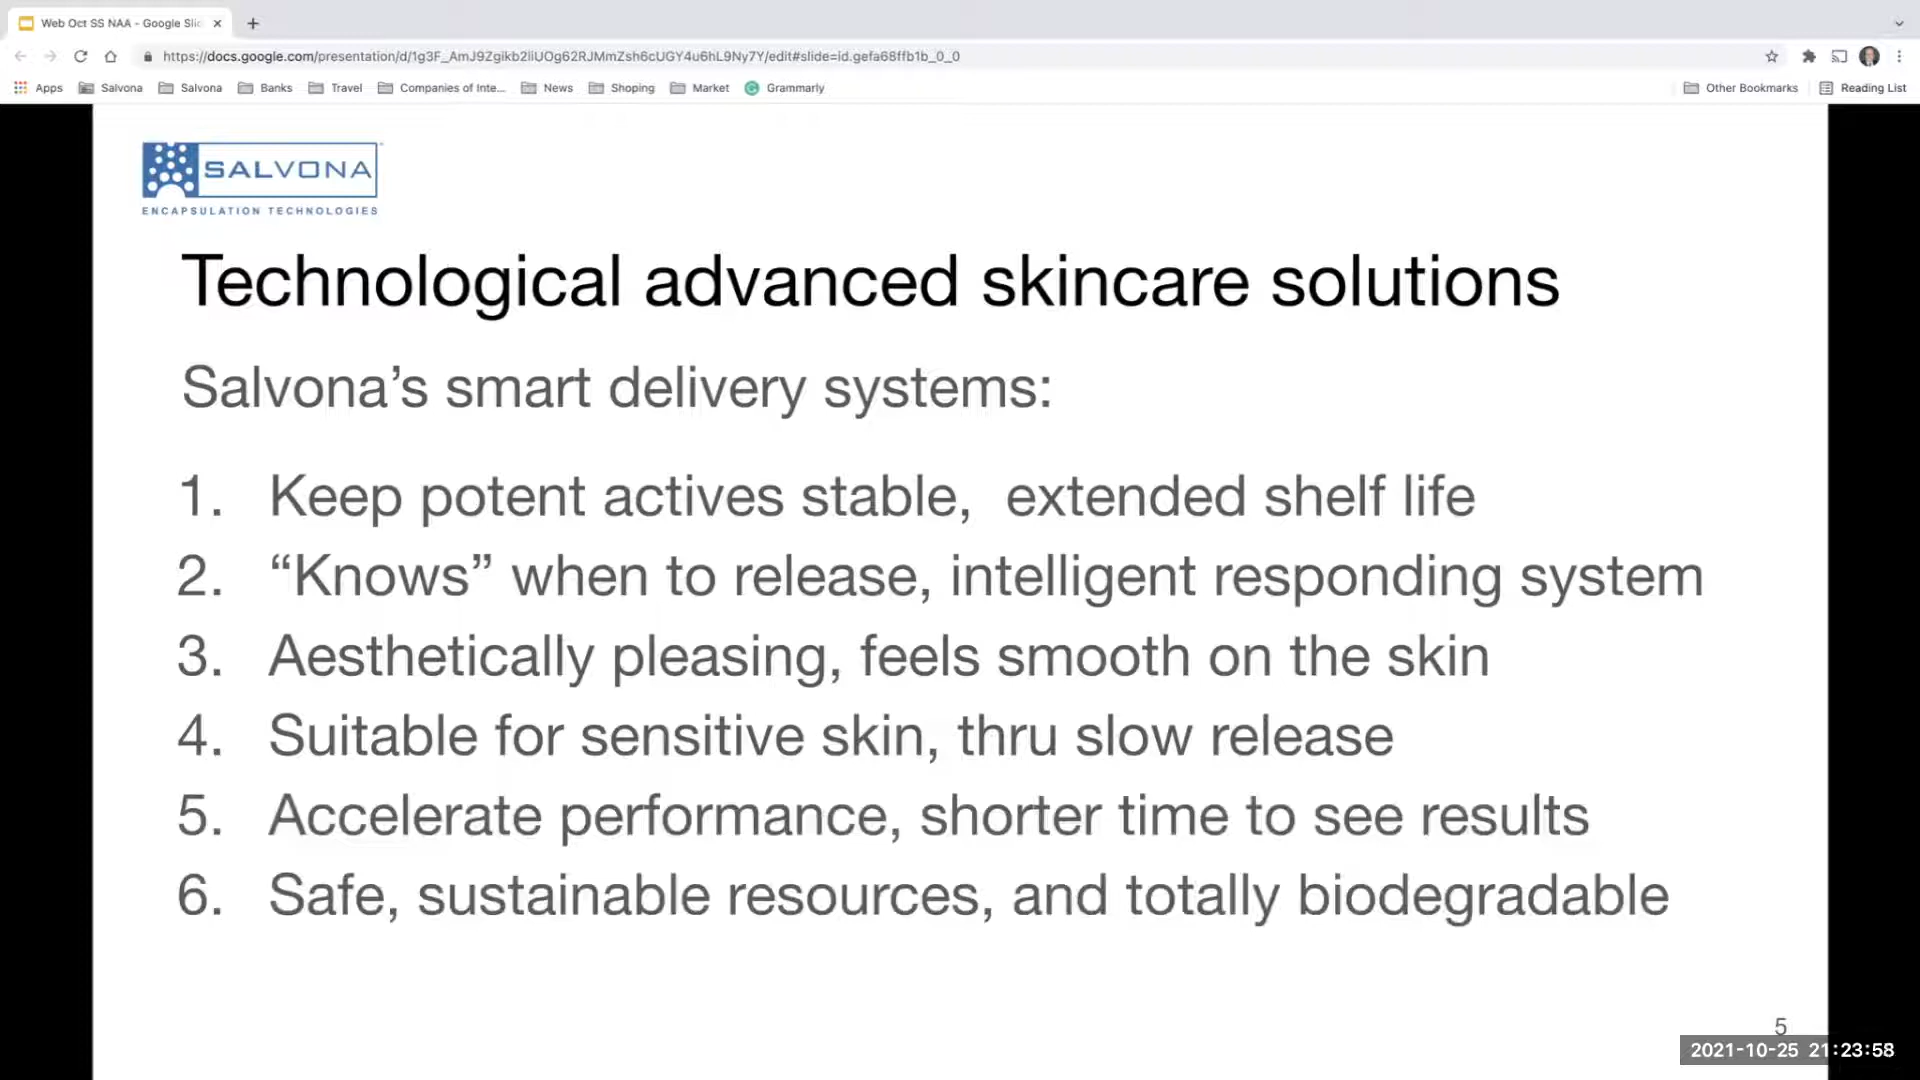 Web Oct SS NAA - Google Slic
https://docs.google.com/presentation/d/1g3F_AmJ9Zgikb2liUOg62RJMmZsh6cUGY4u6hL9Ny7Y/edit#slide=id.gefa68ffb1b_0_0
Apps Salvona Salvona Banks Travel Companies of Inte... News Shoping Market Grammarly Other Bookmarks Reading List
SALVONA
ENCAPSULATION TECHNOLOGIES
Technological advanced skincare solutions
Salvona’s smart delivery systems:
1. Keep potent actives stable,  extended shelf life
2. “Knows” when to release, intelligent responding system
3. Aesthetically pleasing, feels smooth on the skin
4. Suitable for sensitive skin, thru slow release
5. Accelerate performance, shorter time to see results
6. Safe, sustainable resources, and totally biodegradable
5
2021-10-25 21:23:58